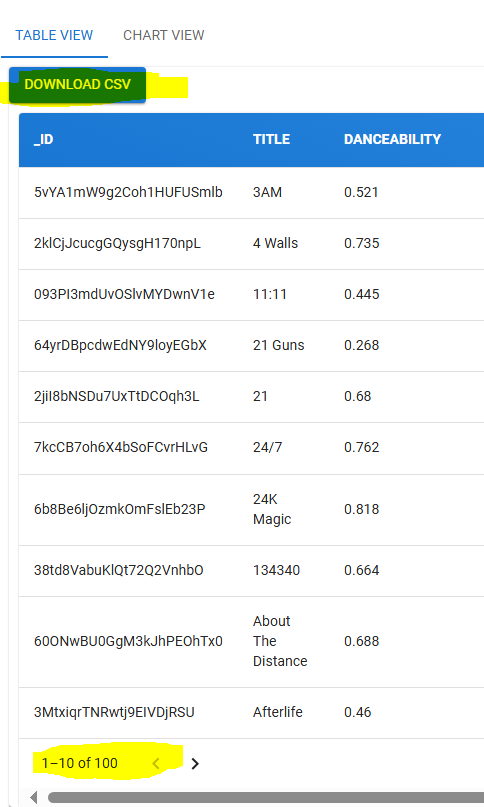 TABLE VIEW CHART VIEW
DOWNLOAD CSV
_ID TITLE DANCEABILITY
5vYA1mW9g2Coh1HUFUSmlb 3AM 0.521
2klCjJcucgGQysgH170npL 4 Walls 0.735
093PI3mdUvOSlvMYDwnV1e 11:11 0.445
64yrDBpcdwEdNY9loyEGbX 21 Guns 0.268
2jiI8bNSDu7UxTtDCOqh3L 21 0.68
7kcCB7oh6X4bSoFCvrHLvG 24/7 0.762
6b8Be6ljOzmkOmFslEb23P 24K 0.818
Magic
38td8VabuKlQt72Q2VnhbO 134340 0.664
About
60ONwBU0GgM3kJhPEOhTx0 The 0.688
Distance
3MtxiqrTNRwtj9EIVDjRSU Afterlife 0.46
1–10 of 100